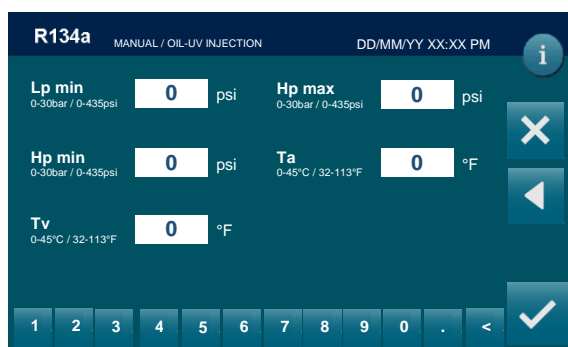 R134a MANUAL / OIL-UV INJECTION DD/MM/YY XX:XX PM
i
Lp min 0 psi Hp max 0 psi
0-30bar / 0-435psi 0-30bar / 0-435psi
Hp min 0 psi Ta 0 °F
0-30bar / 0-435psi 0-45°C / 32-113°F
Tv 0 °F
0-45°C / 32-113°F
1 2 3 4 5 6 7 8 9 0 . <